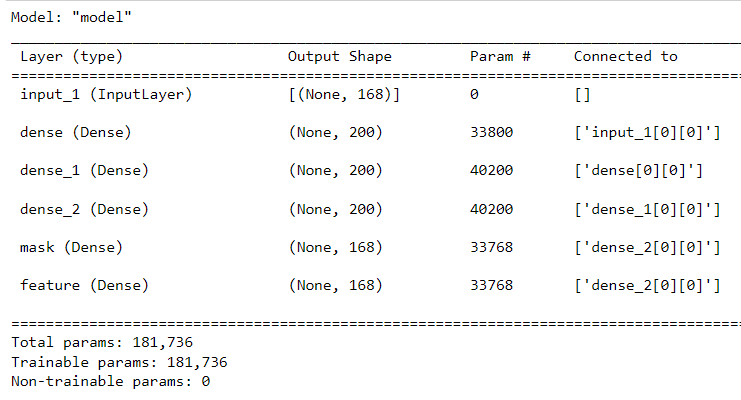 Model: "model"
Layer (type) Output Shape Param # Connected to
input_1 (InputLayer) [(None, 168)] 0 []
dense (Dense) (None, 200) 33800 ['input_1[0][0]']
dense_1 (Dense) (None, 200) 40200 ['dense[0][0]']
dense_2 (Dense) (None, 200) 40200 ['dense_1[0][0]']
mask (Dense) (None, 168) 33768 ['dense_2[0][0]']
feature (Dense) (None, 168) 33768 ['dense_2[0][0]']
Total params: 181,736
Trainable params: 181,736
Non-trainable params: 0